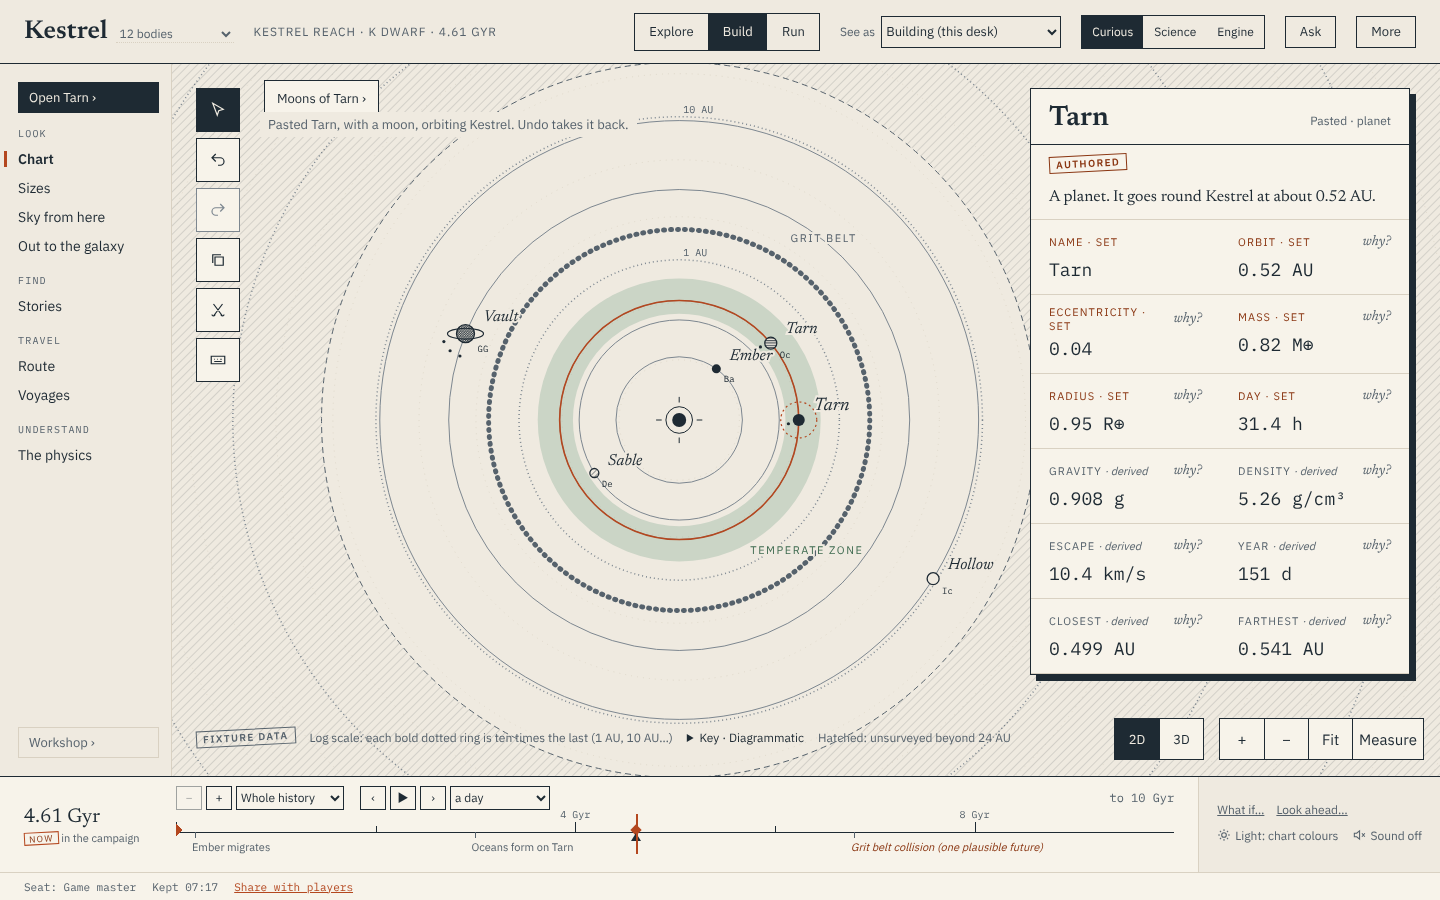 Kestrel
12 bodies
KESTREL REACH · K DWARF · 4.61 GYR
Explore
Build
Run
See as
Building (this desk)
Curious
Science
Engine
Ask
More
Open Tarn ›
LOOK
Chart
Sizes
Sky from here
Out to the galaxy
FIND
Stories
TRAVEL
Route
Voyages
UNDERSTAND
The physics
Workshop ›
Moons of Tarn ›
Pasted Tarn, with a moon, orbiting Kestrel. Undo takes it back.
10 AU
GRIT BELT
1 AU
Vault
GG
Tarn
Oc
Ember
Ba
Tarn
Sable
De
TEMPERATE ZONE
Hollow
Ic
Tarn
Pasted · planet
AUTHORED
A planet. It goes round Kestrel at about 0.52 AU.
NAME · SET
Tarn
ORBIT · SET
why?
0.52 AU
ECCENTRICITY · SET
why?
0.04
MASS · SET
why?
0.82 M⊕
RADIUS · SET
why?
0.95 R⊕
DAY · SET
why?
31.4 h
GRAVITY · derived
why?
0.908 g
DENSITY · derived
why?
5.26 g/cm³
ESCAPE · derived
why?
10.4 km/s
YEAR · derived
why?
151 d
CLOSEST · derived
why?
0.499 AU
FARTHEST · derived
why?
0.541 AU
FIXTURE DATA
Log scale: each bold dotted ring is ten times the last (1 AU, 10 AU…)
Key · Diagrammatic
Hatched: unsurveyed beyond 24 AU
2D
3D
+
−
Fit
Measure
4.61 Gyr
NOW in the campaign
−
+
Whole history
‹
›
a day
to 10 Gyr
4 Gyr
8 Gyr
Ember migrates
Oceans form on Tarn
Grit belt collision (one plausible future)
What if…
Look ahead…
Light: chart colours
Sound off
Seat: Game master
Kept 07:17
Share with players